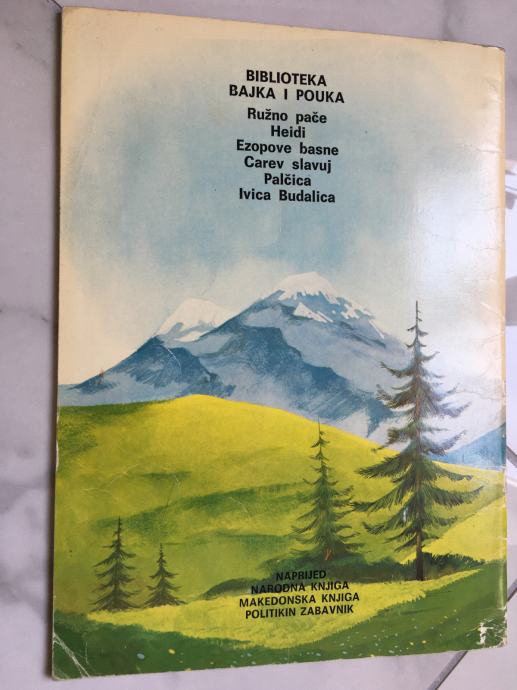 BIBLIOTEKA
BAJKA I POUKA
Ružno pače
Heidi
Ezopove basne
Carev slavuj
Palčica
Ivica Budalica
NAPRIJED
NARODNA KNJIGA
MAKEDONSKA KNJIGA
POLITIKIN ZABAVNIK